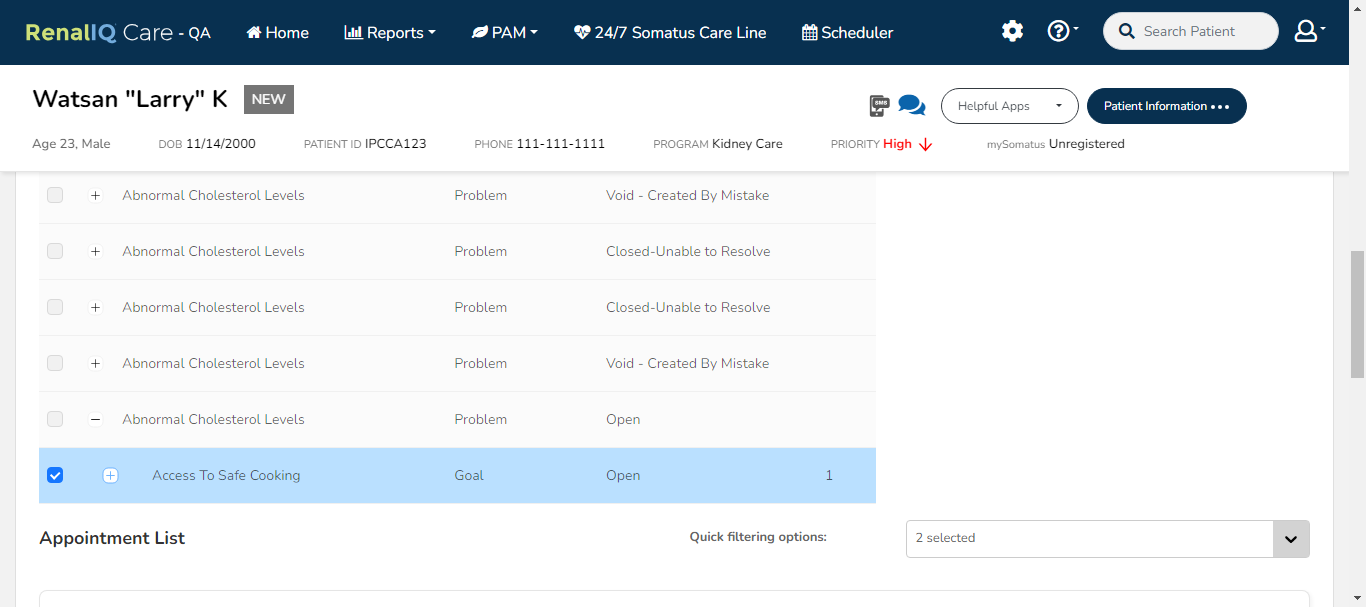 RenalIQ Care - QA Home Reports PAM 24/7 Somatus Care Line Scheduler Search Patient
Watsan "Larry" K NEW SMS Helpful Apps Patient Information
Age 23, Male DOB 11/14/2000 PATIENT ID IPCCA123 PHONE 111-111-1111 PROGRAM Kidney Care PRIORITY High mySomatus Unregistered
Abnormal Cholesterol Levels Problem Void - Created By Mistake
Abnormal Cholesterol Levels Problem Closed-Unable to Resolve
Abnormal Cholesterol Levels Problem Closed-Unable to Resolve
Abnormal Cholesterol Levels Problem Void - Created By Mistake
Abnormal Cholesterol Levels Problem Open
Access To Safe Cooking Goal Open 1
Appointment List Quick filtering options: 2 selected